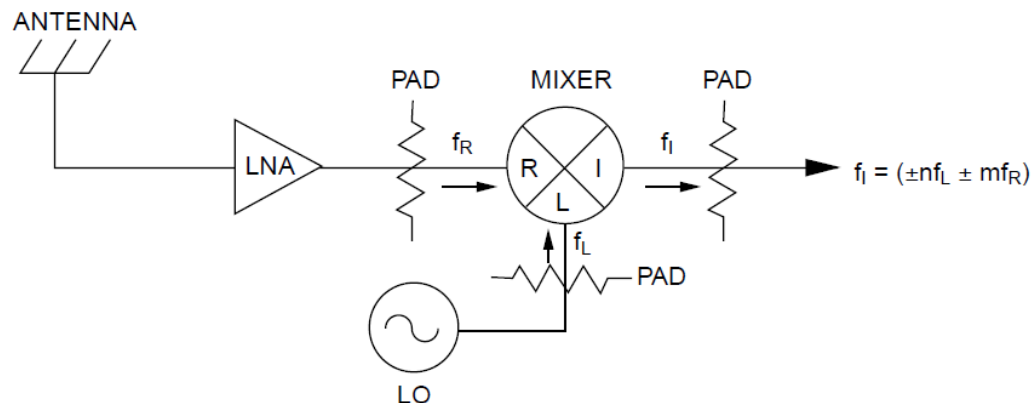 ANTENNA
PAD
MIXER
PAD
LNA
f_R
R
I
L
f_I
f_I = (±nf_L ± mf_R)
f_L
PAD
LO